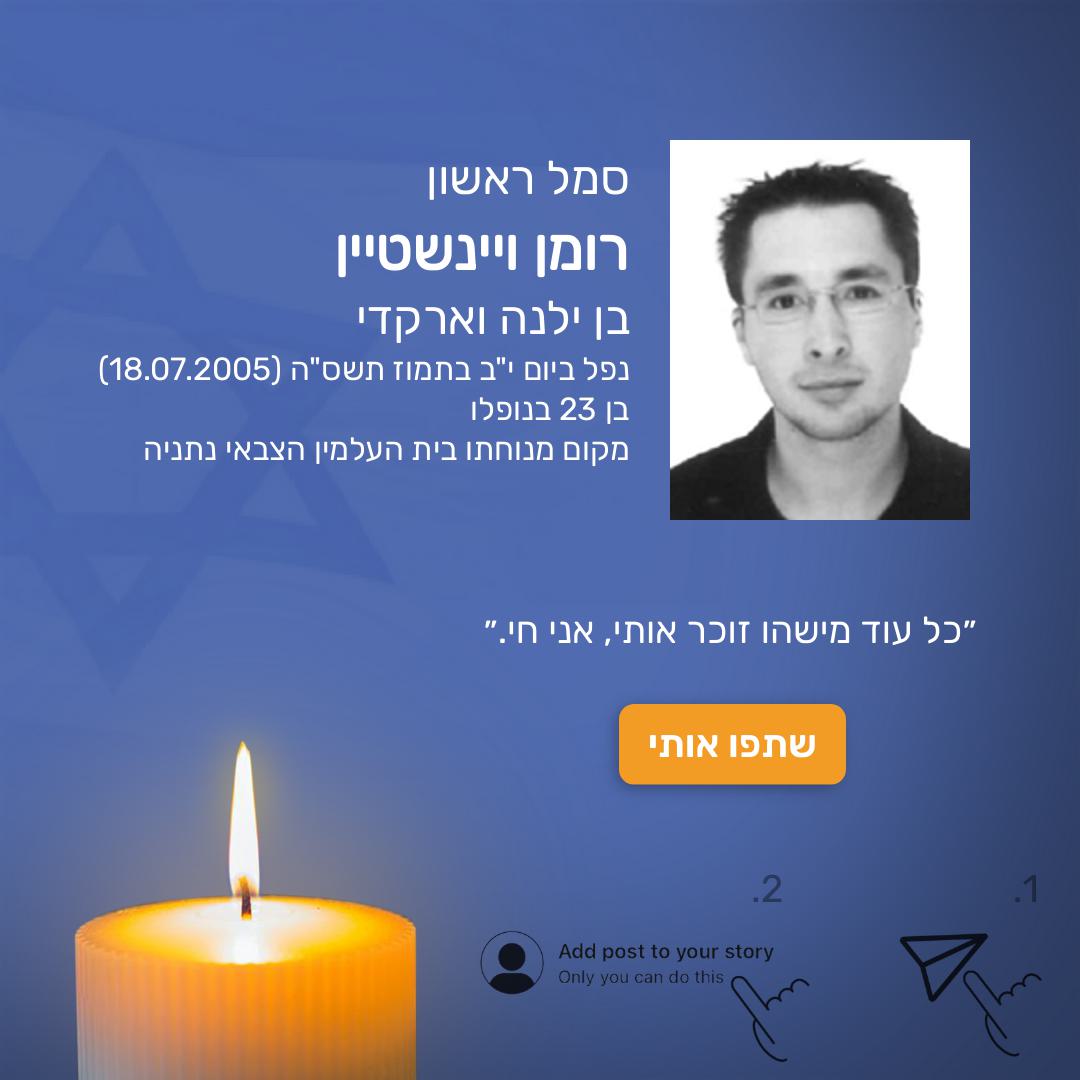 סמל ראשון
רומן ויינשטיין
בן ילנה וארקדי
נפל ביום י"ב בתמוז תשס"ה (18.07.2005)
בן 23 בנופלו
מקום מנוחתו בית העלמין הצבאי נתניה
״כל עוד מישהו זוכר אותי, אני חי.״
שתפו אותי
1.
2.
Add post to your story
Only you can do this